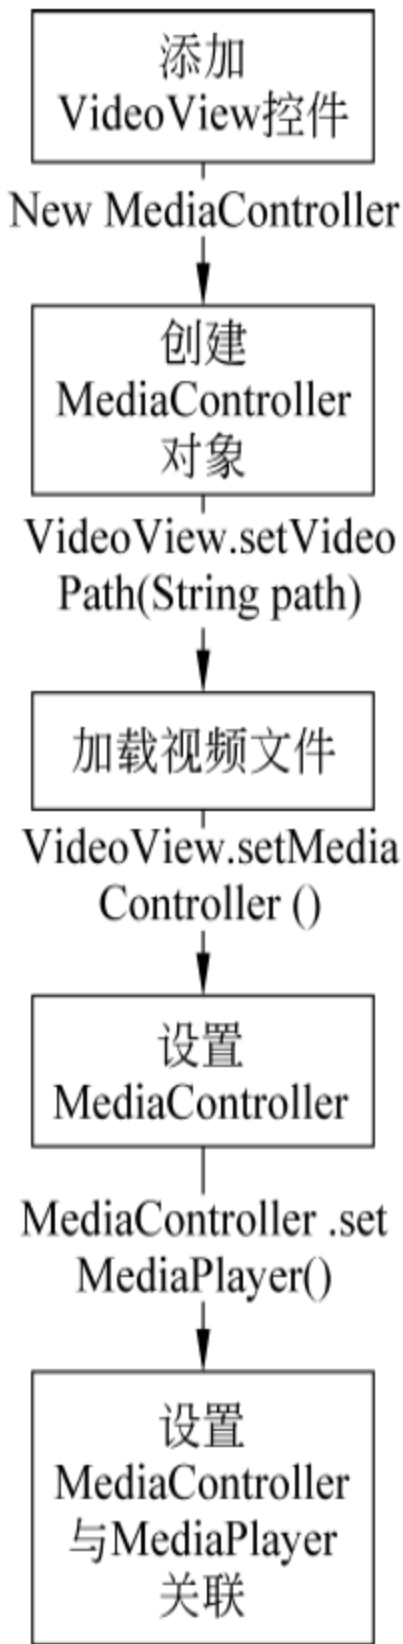 添加
VideoView控件
New MediaController
创建
MediaController
对象
VideoView.setVideo
Path(String path)
加载视频文件
VideoView.setMedia
Controller ()
设置
MediaController
MediaController .set
MediaPlayer()
设置
MediaController
与MediaPlayer
关联